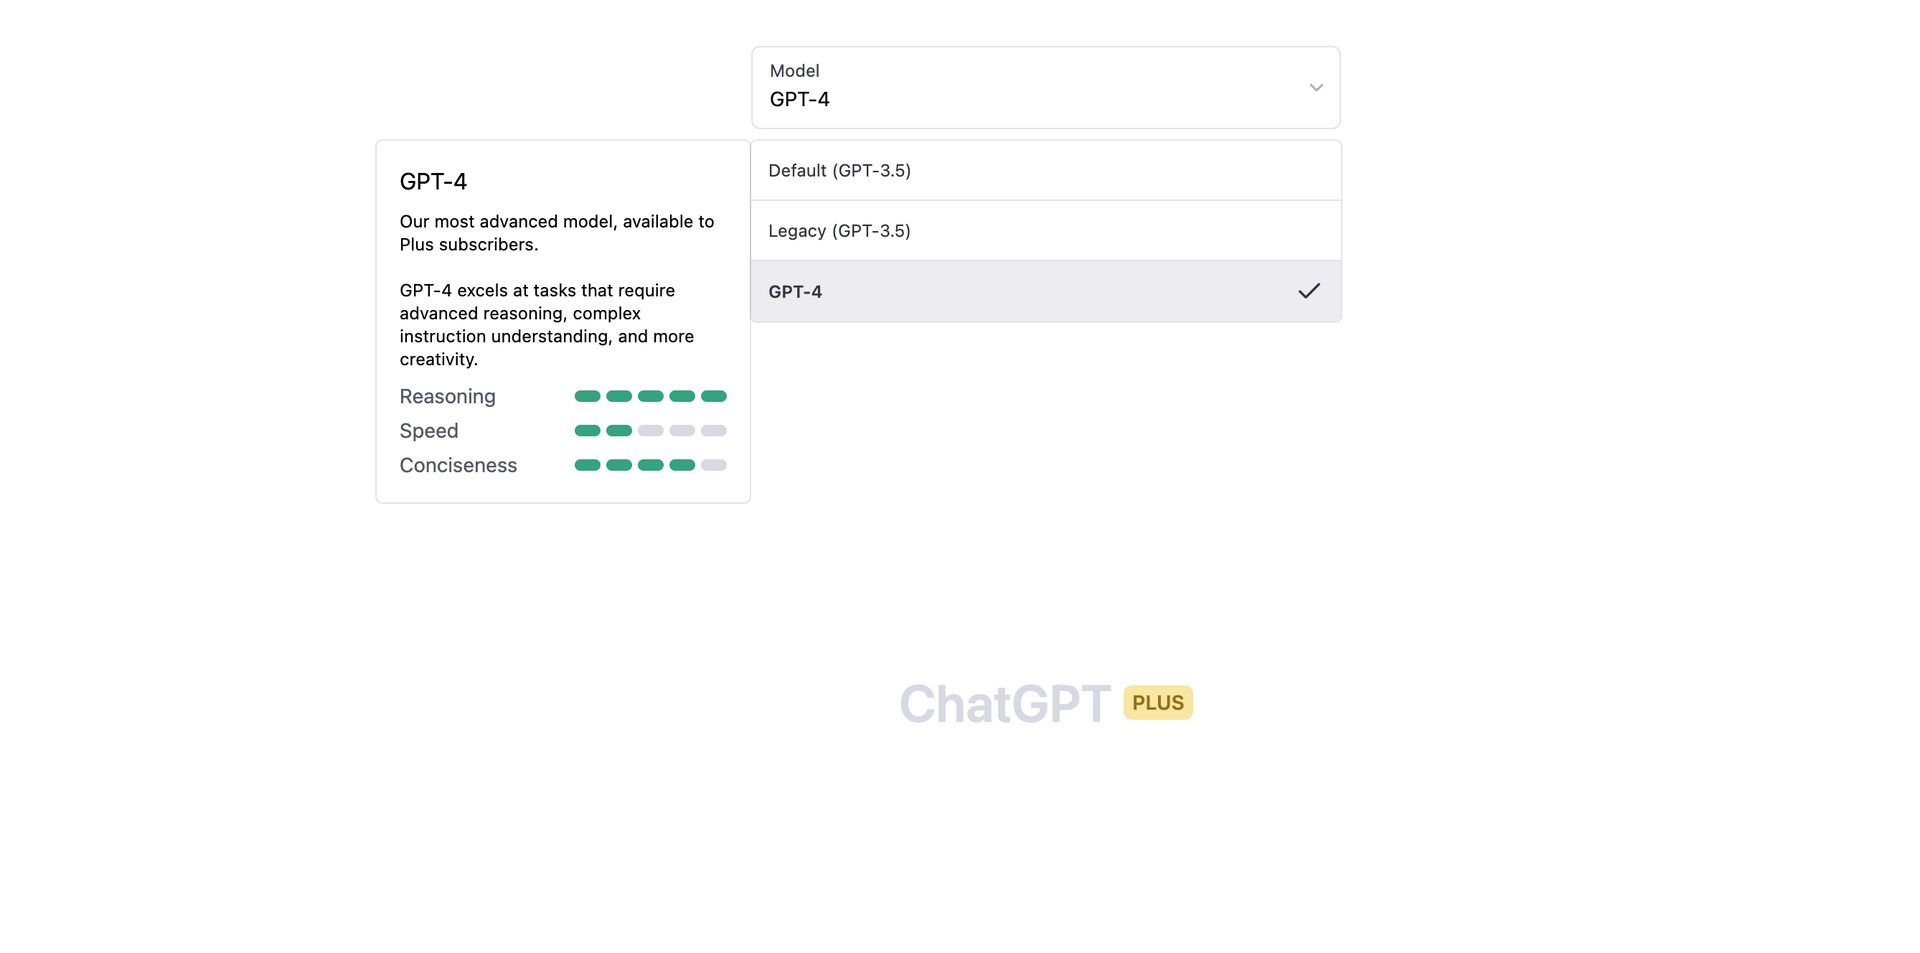 Model
GPT-4
GPT-4
Our most advanced model, available to
Plus subscribers.
GPT-4 excels at tasks that require
advanced reasoning, complex
instruction understanding, and more
creativity.
Reasoning
Speed
Conciseness
Default (GPT-3.5)
Legacy (GPT-3.5)
GPT-4
ChatGPT PLUS